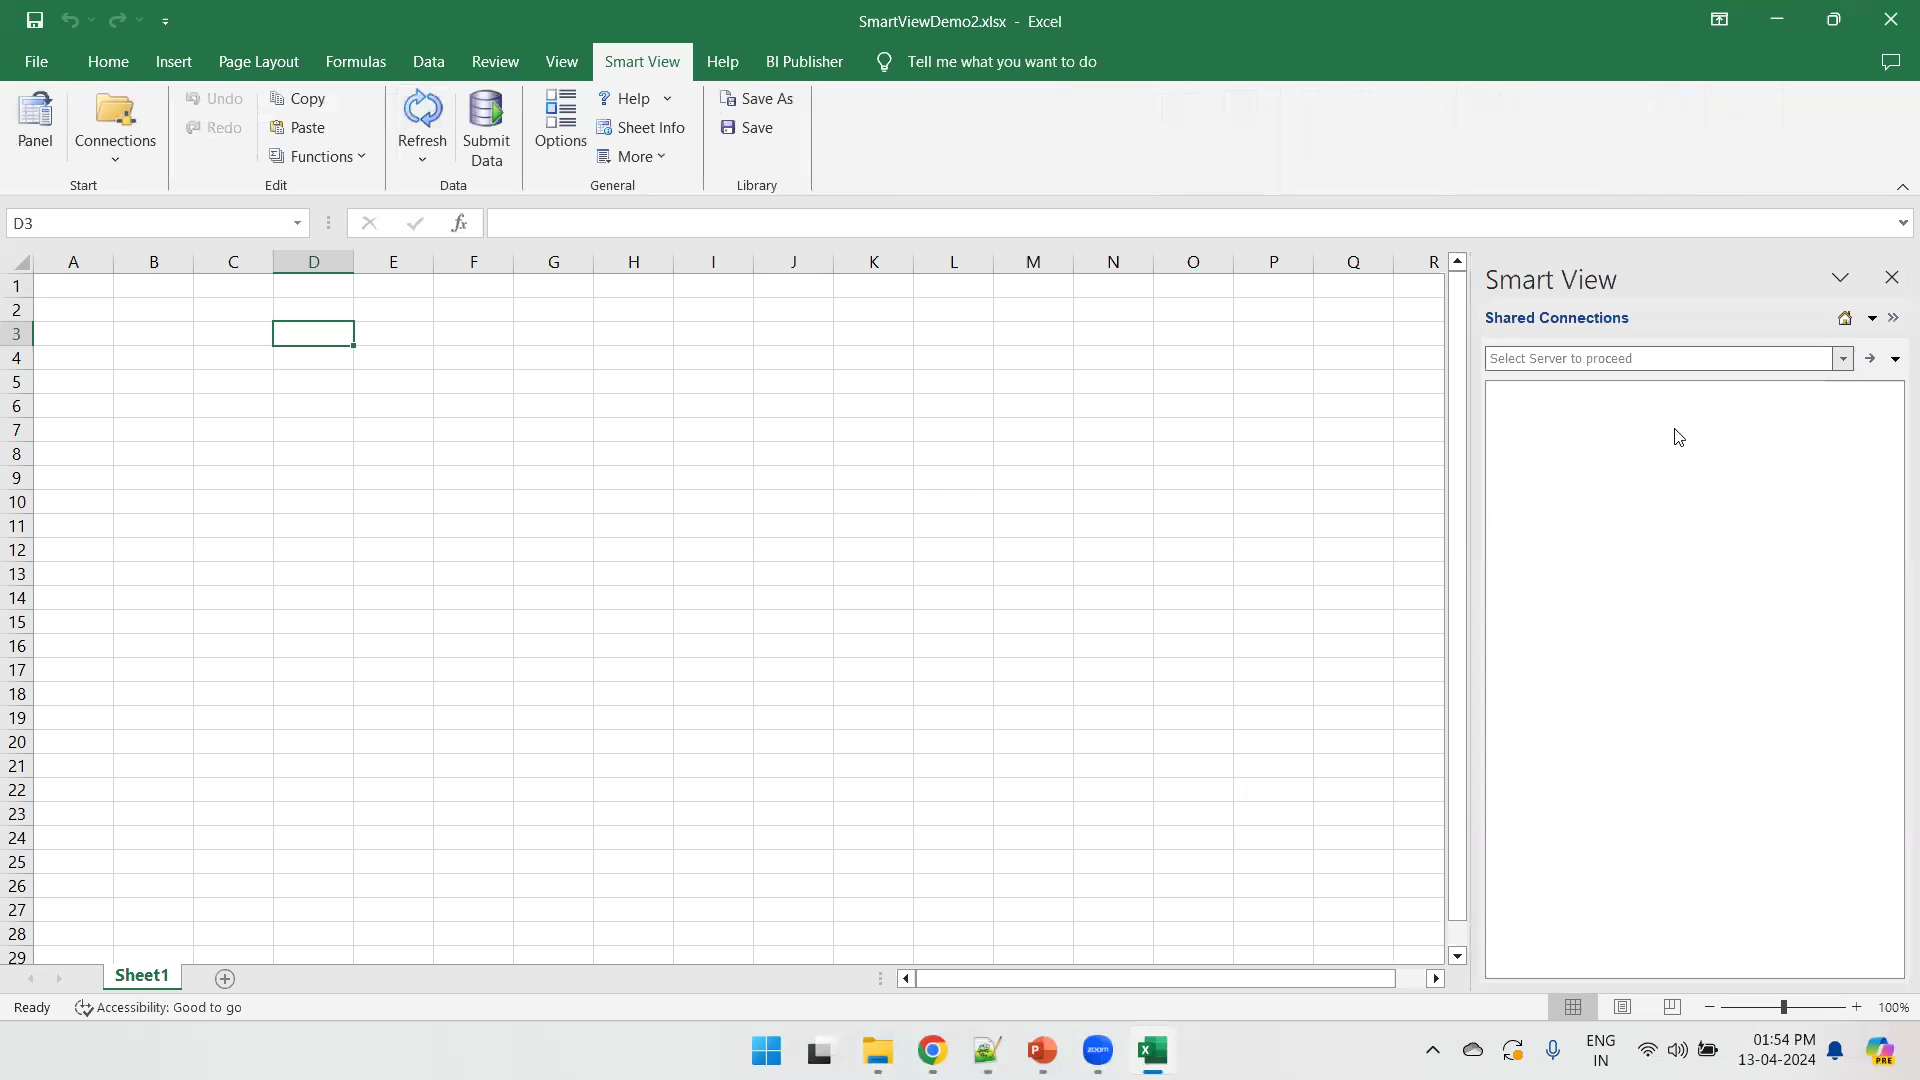 SmartViewDemo2.xlsx - Excel
File Home Insert Page Layout Formulas Data Review View Smart View Help BI Publisher Tell me what you want to do
Undo Copy Help Save As
Redo Paste Sheet Info Save
Panel Connections Functions Refresh Submit Data Options More
Start Edit Data General Library
D3 fx
A B C D E F G H I J K L M N O P Q R
1
2
3
4
5
6
7
8
9
10
11
12
13
14
15
16
17
18
19
20
21
22
23
24
25
26
27
28
29
Smart View
Shared Connections
Select Server to proceed
Sheet1
Ready Accessibility: Good to go 100%
zoom
ENG
IN
01:54 PM
13-04-2024
PRE